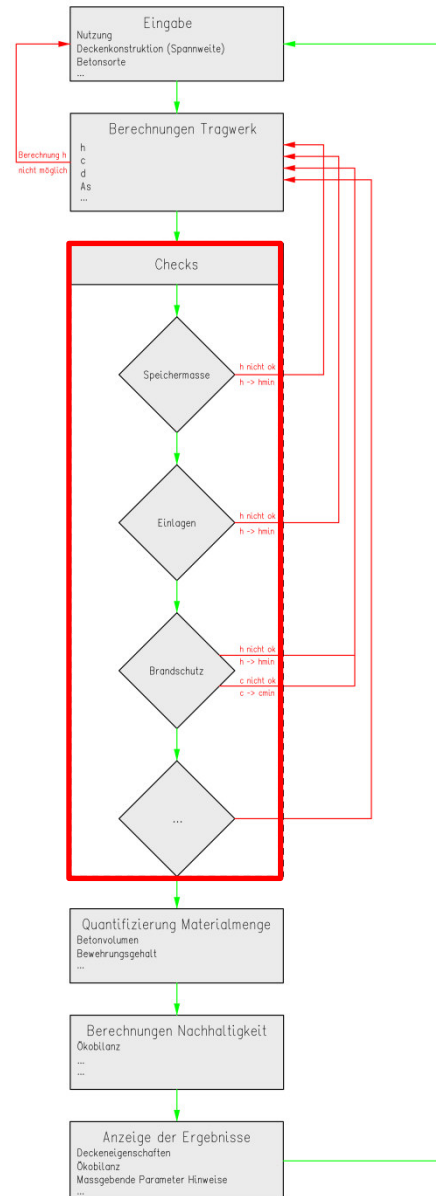 Eingabe
Nutzung
Deckenkonstruktion (Spannweite)
Betonsorte
...
Berechnung h
nicht möglich
Berechnungen Tragwerk
h
c
d
As
...
Checks
Speichermasse
h nicht ok
h -> hmin
Einlagen
h nicht ok
h -> hmin
Brandschutz
h nicht ok
h -> hmin
c nicht ok
c -> cmin
...
Quantifizierung Materialmenge
Betonvolumen
Bewehrungsgehalt
...
Berechnungen Nachhaltigkeit
Ökobilanz
...
...
Anzeige der Ergebnisse
Deckeneigenschaften
Ökobilanz
Massgebende Parameter Hinweise
...